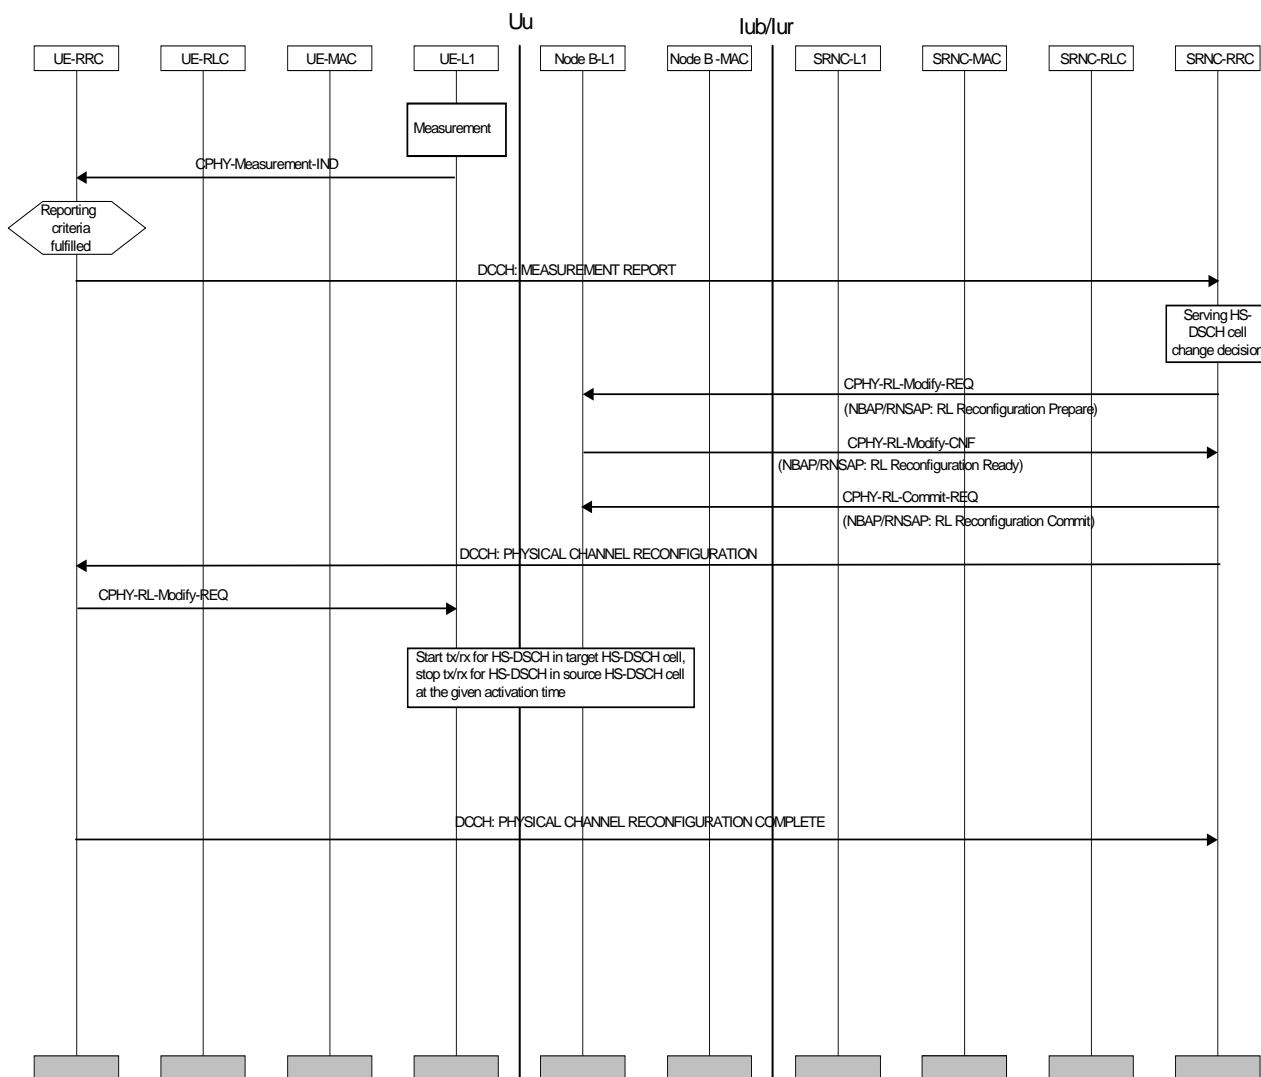 Uu
Iub/Iur
UE-RRC
UE-RLC
UE-MAC
UE-L1
Node B-L1
Node B -MAC
SRNC-L1
SRNC-MAC
SRNC-RLC
SRNC-RRC
Measurement
CPHY-Measurement-IND
Reporting
criteria
fulfilled
DCCH: MEASUREMENT REPORT
Serving HS-
DSCH cell
change decision
CPHY-RL-Modify-REQ
(NBAP/RNSAP: RL Reconfiguration Prepare)
CPHY-RL-Modify-CNF
(NBAP/RNSAP: RL Reconfiguration Ready)
CPHY-RL-Commit-REQ
(NBAP/RNSAP: RL Reconfiguration Commit)
DCCH: PHYSICAL CHANNEL RECONFIGURATION
CPHY-RL-Modify-REQ
Start tx/rx for HS-DSCH in target HS-DSCH cell,
stop tx/rx for HS-DSCH in source HS-DSCH cell
at the given activation time
DCCH: PHYSICAL CHANNEL RECONFIGURATION COMPLETE